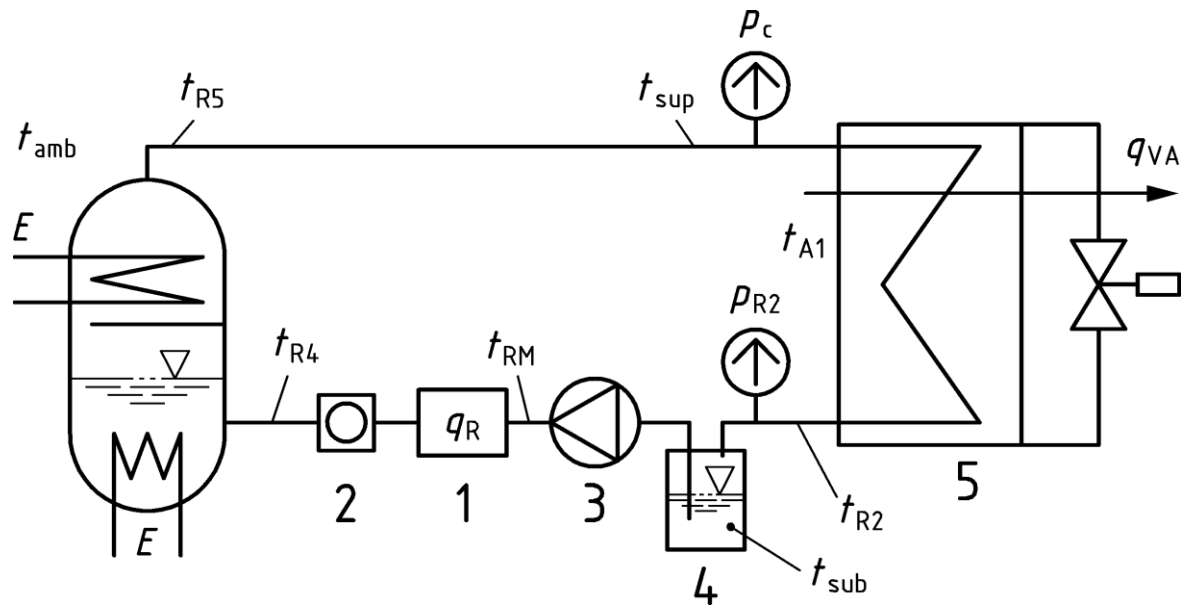 p_c
t_R5
t_sup
t_amb
q_VA
E
t_A1
p_R2
t_R4
t_RM
q_R
2
1
3
5
t_R2
E
4
t_sub